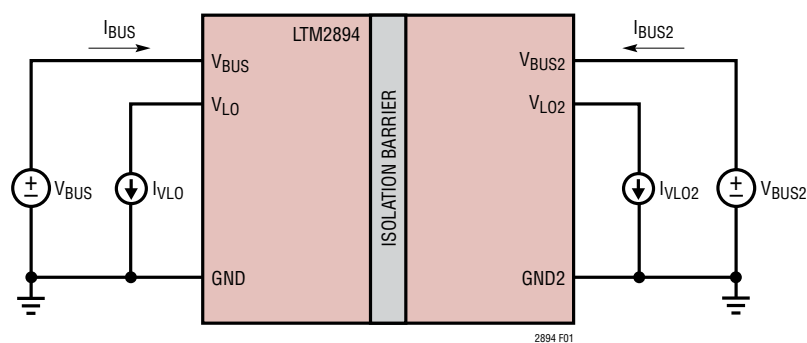 IBUS
IBUS2
LTM2894
VBUS
VBUS2
VLO
VLO2
ISOLATION BARRIER
VBUS
IVLO
IVLO2
VBUS2
GND
GND2
2894 F01